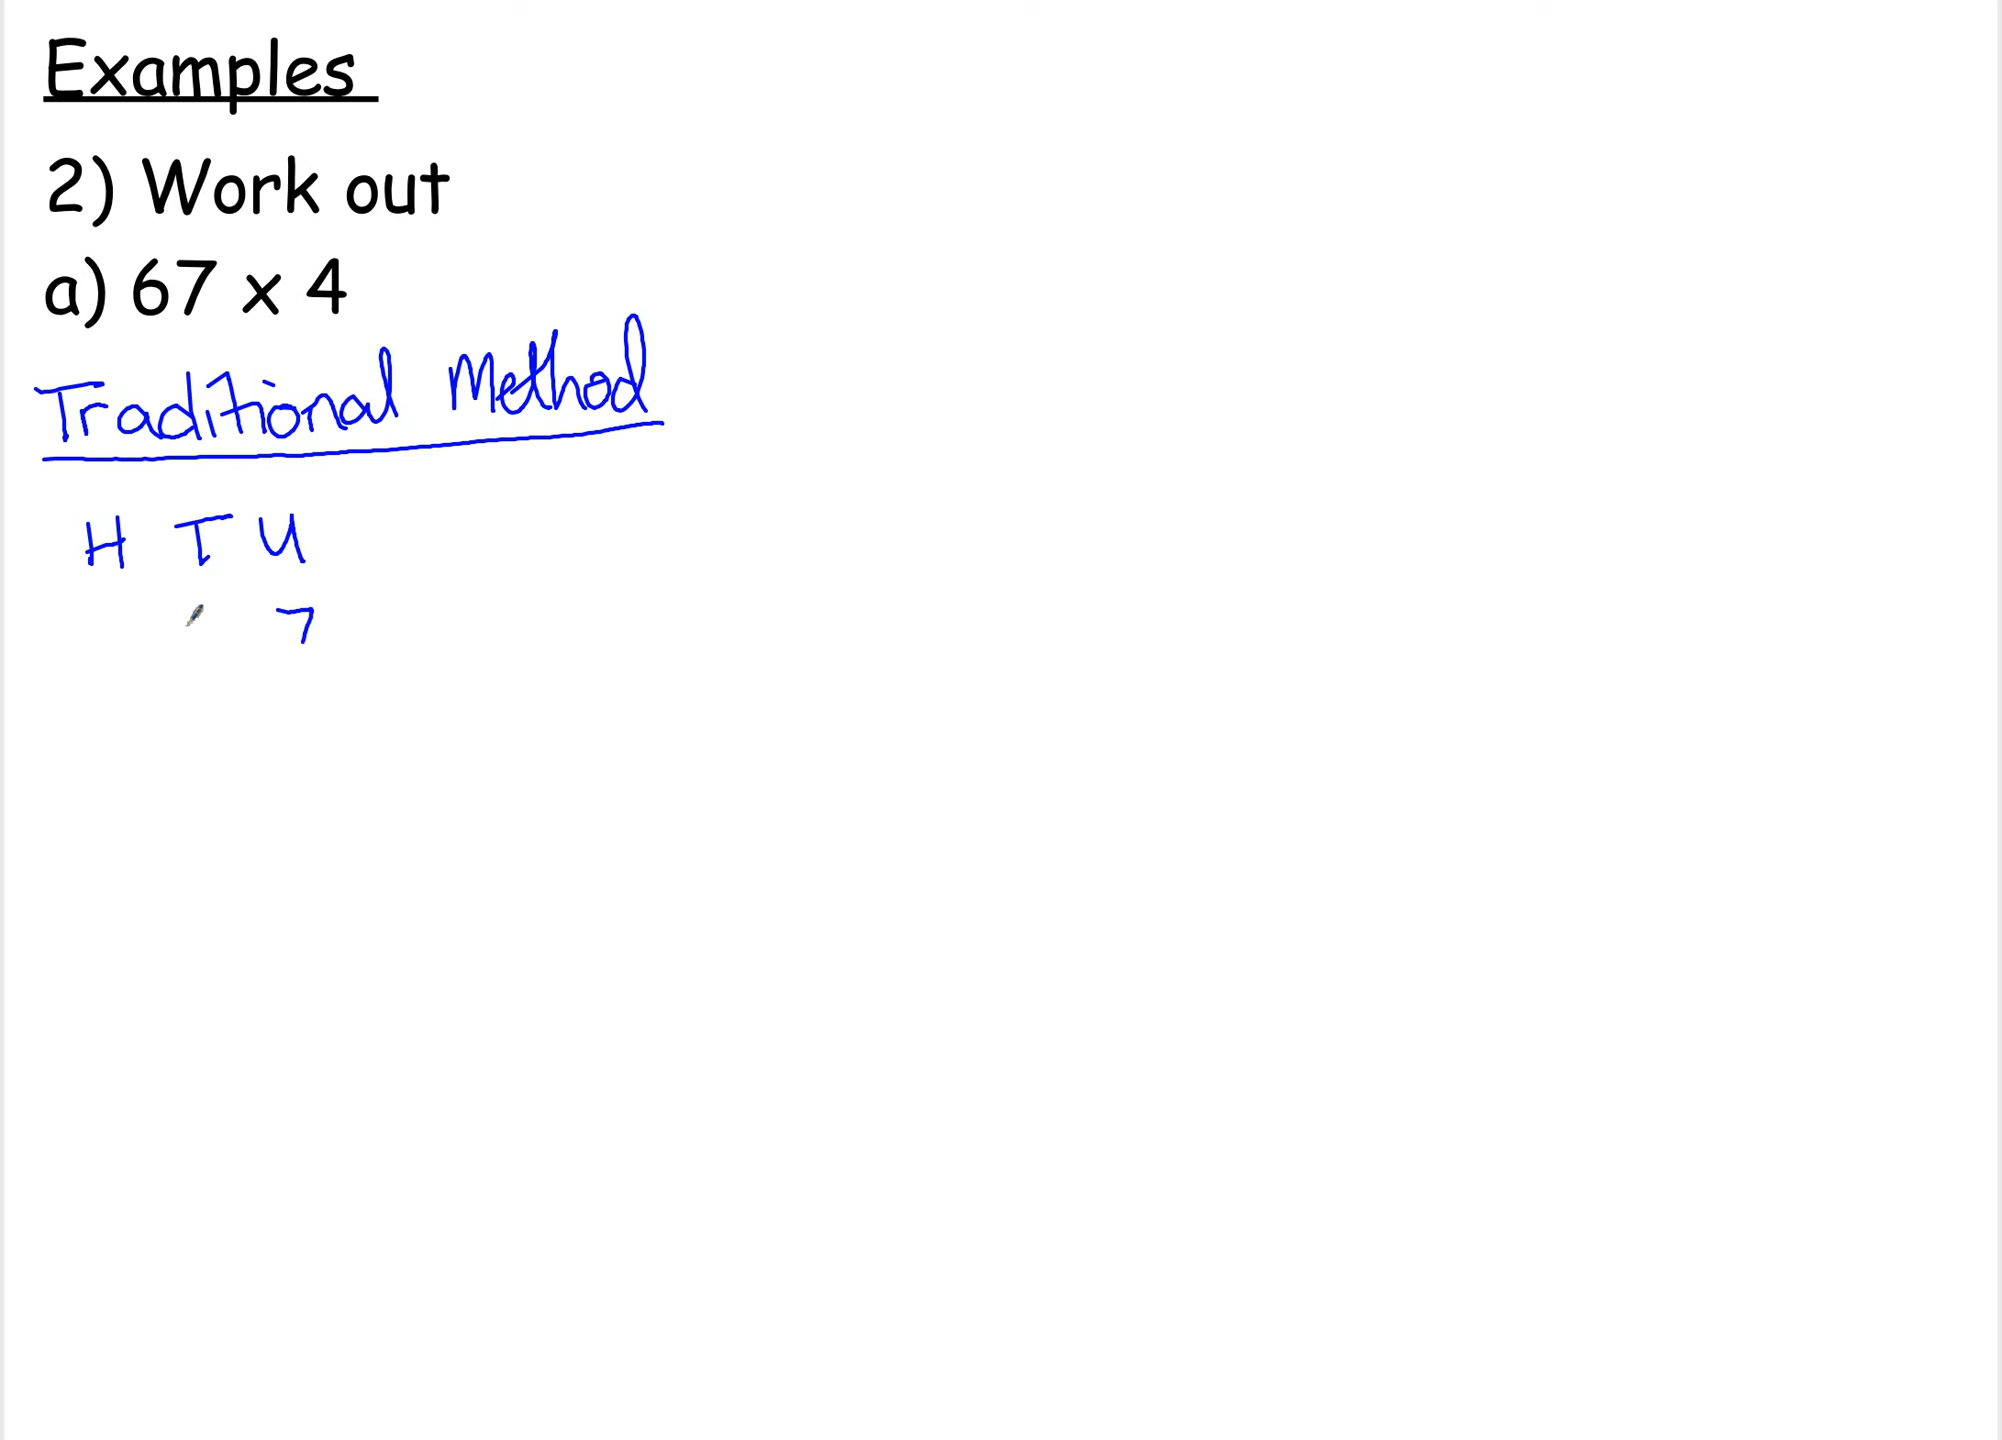 Examples
2) Work out
a) 67 x 4
Traditional Method
H T U
7